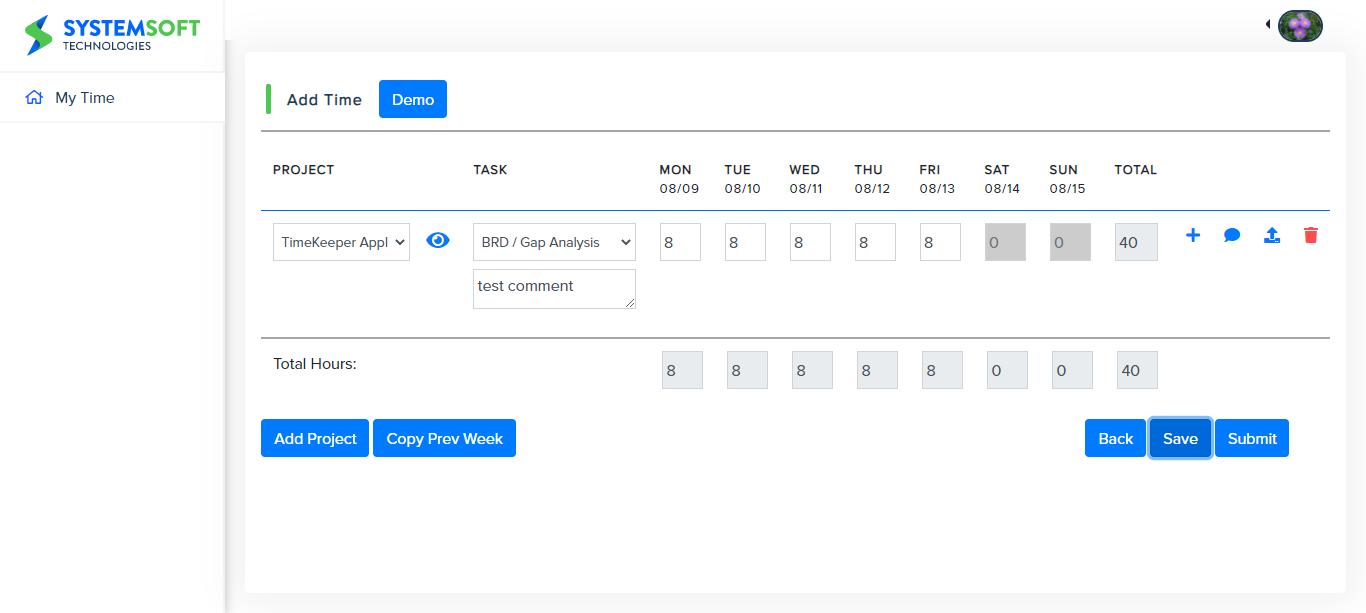 SYSTEMSOFT
TECHNOLOGIES
My Time
Add Time Demo
PROJECT TASK MON TUE WED THU FRI SAT SUN TOTAL
08/09 08/10 08/11 08/12 08/13 08/14 08/15
TimeKeeper Appl BRD / Gap Analysis 8 8 8 8 8 0 0 40
test comment
Total Hours: 8 8 8 8 8 0 0 40
Add Project Copy Prev Week Back Save Submit